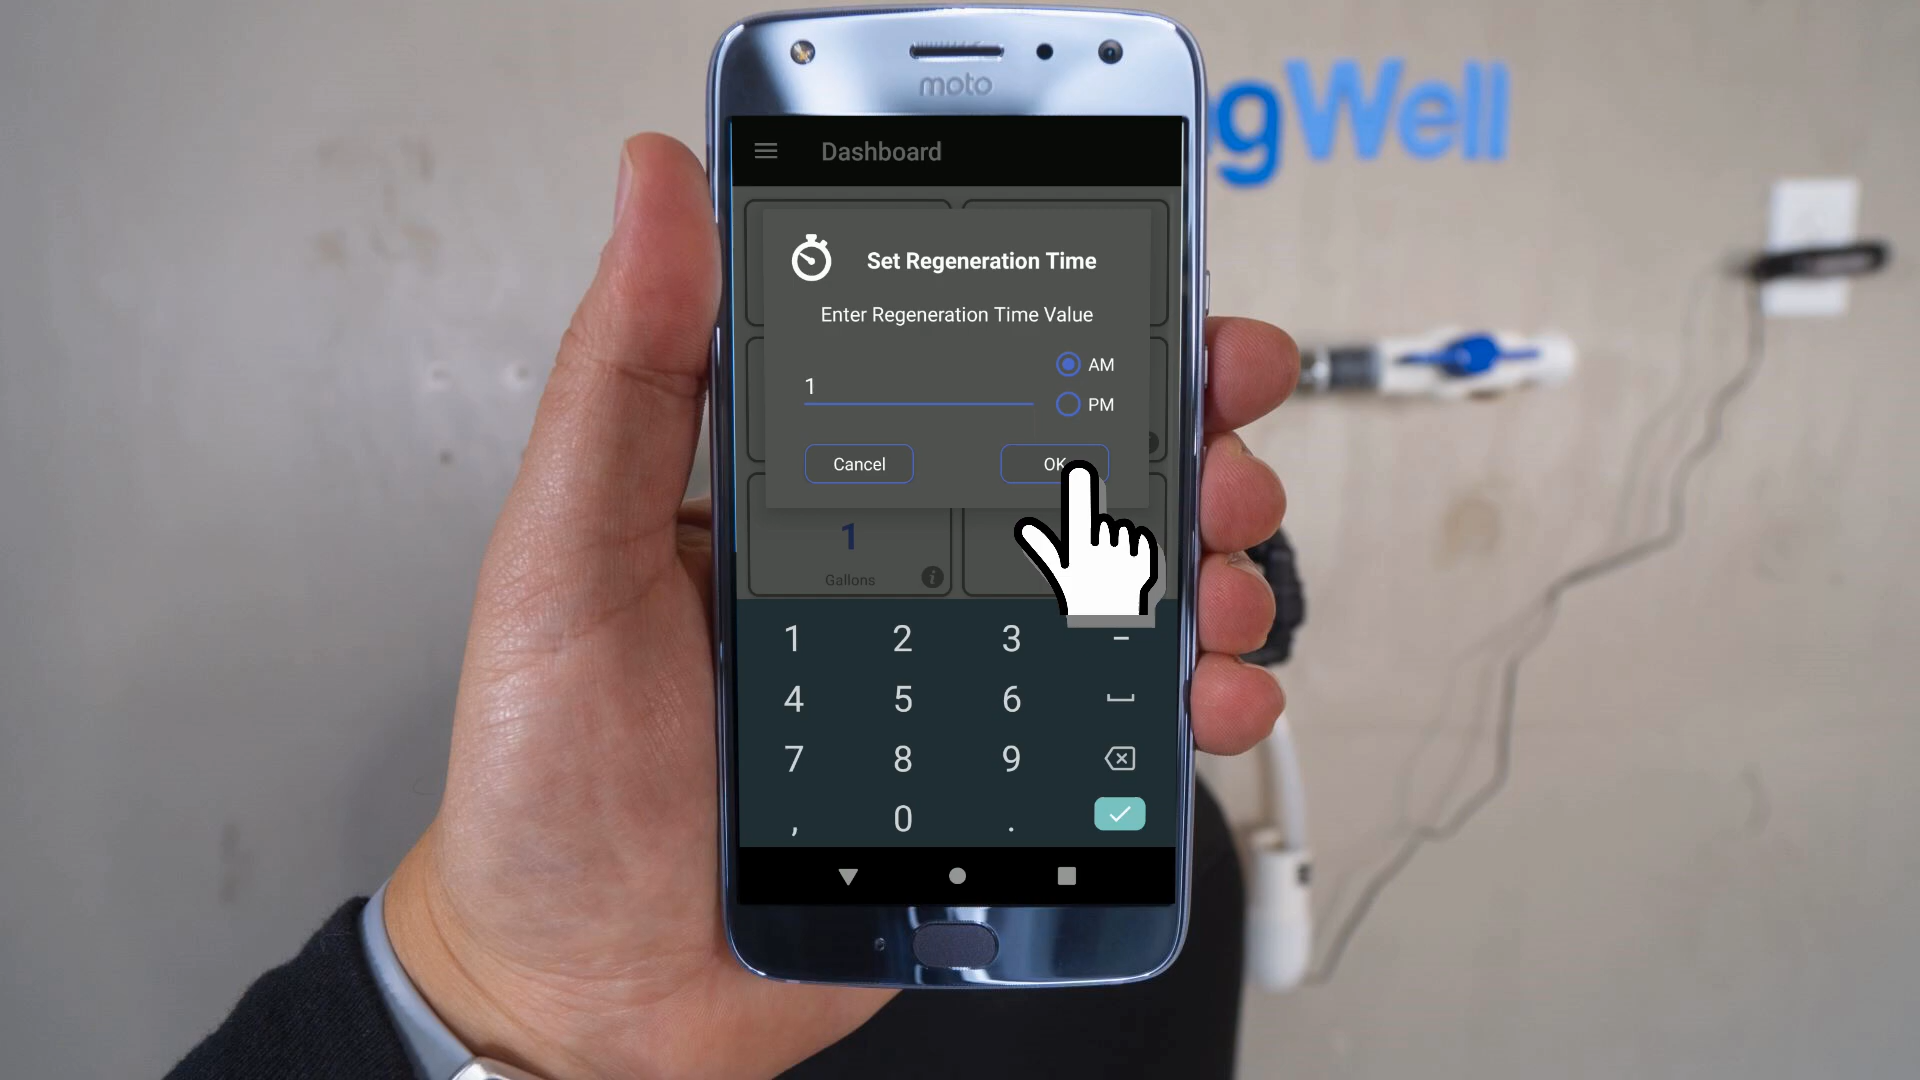 moto
gWell
Dashboard
Set Regeneration Time
Enter Regeneration Time Value
1
AM
PM
Cancel
OK
1
Gallons
1 2 3 –
4 5 6
7 8 9
, 0 .